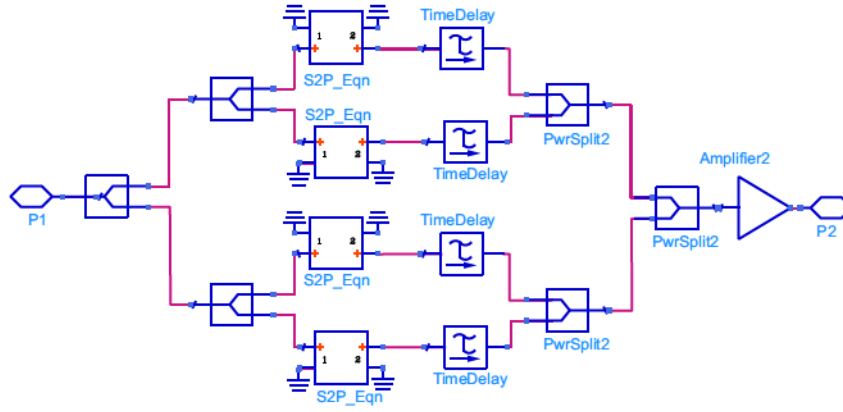 TimeDelay
1 2
S2P_Eqn
S2P_Eqn
PwrSplit2
1 2
TimeDelay
Amplifier2
P1
TimeDelay
PwrSplit2
P2
1 2
S2P_Eqn
PwrSplit2
1 2
TimeDelay
S2P_Eqn